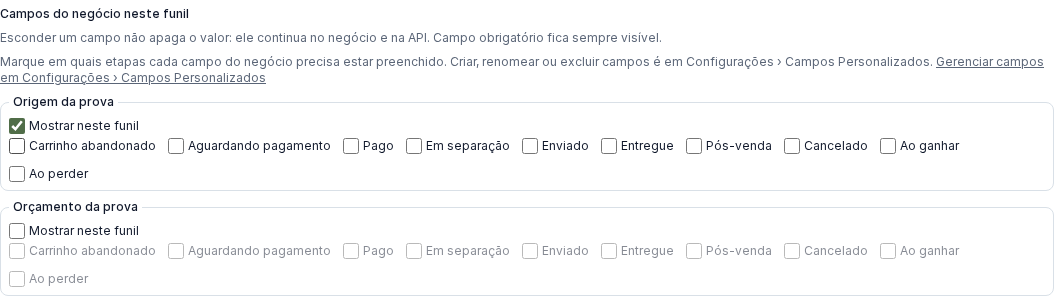 Campos do negócio neste funil
Esconder um campo não apaga o valor: ele continua no negócio e na API. Campo obrigatório fica sempre visível.
Marque em quais etapas cada campo do negócio precisa estar preenchido. Criar, renomear ou excluir campos é em Configurações › Campos Personalizados. Gerenciar campos
em Configurações › Campos Personalizados
Origem da prova
Mostrar neste funil
Carrinho abandonado Aguardando pagamento Pago Em separação Enviado Entregue Pós-venda Cancelado Ao ganhar
Ao perder
Orçamento da prova
Mostrar neste funil
Carrinho abandonado Aguardando pagamento Pago Em separação Enviado Entregue Pós-venda Cancelado Ao ganhar
Ao perder